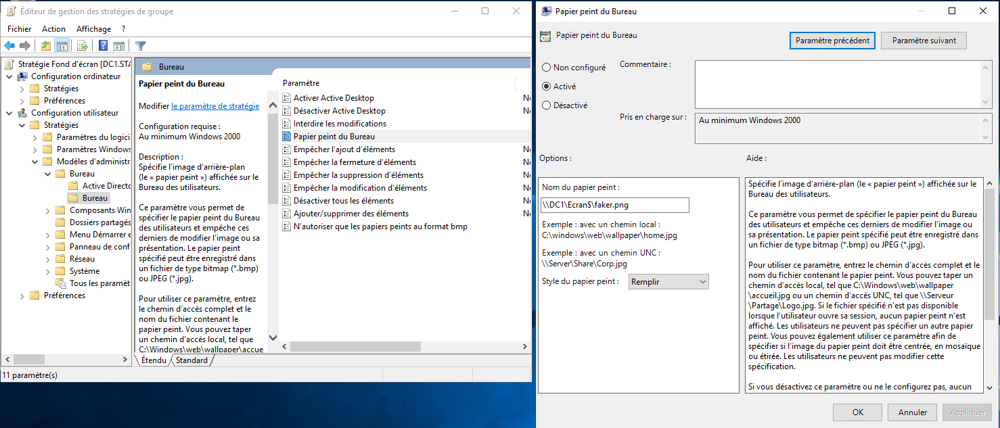 Éditeur de gestion des stratégies de groupe
Fichier Action Affichage ?
Stratégie Fond d'écran [DC1.STA
Configuration ordinateur
Stratégies
Préférences
Configuration utilisateur
Stratégies
Paramètres du logici
Paramètres Windows
Modèles d'administr
Bureau
Active Directo
Bureau
Composants Win
Dossiers partagés
Menu Démarrer e
Panneau de conf
Réseau
Système
Tous les paramèt
Préférences
Bureau
Papier peint du Bureau
Modifier le paramètre de stratégie
Configuration requise :
Au minimum Windows 2000
Description :
Spécifie l'image d'arrière-plan
(le « papier peint ») affichée sur le
Bureau des utilisateurs.
Ce paramètre vous permet de
spécifier le papier peint du Bureau
des utilisateurs et empêche ces
derniers de modifier l'image ou sa
présentation. Le papier peint
spécifié peut être enregistré dans
un fichier de type bitmap (*.bmp)
ou JPEG (*.jpg).
Pour utiliser ce paramètre, entrez
le chemin d'accès complet et le
nom du fichier contenant le
papier peint. Vous pouvez taper
un chemin d'accès local, tel que
C:\Windows\web\wallpaper\accue
Paramètre
Activer Active Desktop
Désactiver Active Desktop
Interdire les modifications
Papier peint du Bureau
Empêcher l'ajout d'éléments
Empêcher la fermeture d'éléments
Empêcher la suppression d'éléments
Empêcher la modification d'éléments
Désactiver tous les éléments
Ajouter/supprimer des éléments
N'autoriser que les papiers peints au format bmp
Étendu Standard
11 paramètre(s)
Papier peint du Bureau
Papier peint du Bureau
Paramètre précédent Paramètre suivant
Non configuré
Activé
Désactivé
Commentaire :
Pris en charge sur :
Au minimum Windows 2000
Options :
Aide :
Nom du papier peint :
\\DC1\Ecran$\faker.png
Exemple : avec un chemin local :
C:\windows\web\wallpaper\home.jpg
Exemple : avec un chemin UNC :
\\Server\Share\Corp.jpg
Style du papier peint : Remplir
Spécifie l'image d'arrière-plan (le « papier peint ») affichée sur le
Bureau des utilisateurs.
Ce paramètre vous permet de spécifier le papier peint du Bureau
des utilisateurs et empêche ces derniers de modifier l'image ou
sa présentation. Le papier peint spécifié peut être enregistré dans
un fichier de type bitmap (*.bmp) ou JPEG (*.jpg).
Pour utiliser ce paramètre, entrez le chemin d'accès complet et le
nom du fichier contenant le papier peint. Vous pouvez taper un
chemin d'accès local, tel que C:\Windows\web\wallpaper
\accueil.jpg ou un chemin d'accès UNC, tel que \\Serveur
\Partage\Logo.jpg. Si le fichier spécifié n'est pas disponible
lorsque l'utilisateur ouvre sa session, aucun papier peint n'est
affiché. Les utilisateurs ne peuvent pas spécifier un autre papier
peint. Vous pouvez également utiliser ce paramètre afin de
spécifier si l'image du papier peint doit être centrée, en mosaïque
ou étirée. Les utilisateurs ne peuvent pas modifier cette
spécification.
Si vous désactivez ce paramètre ou ne le configurez pas, aucun
OK Annuler Appliquer